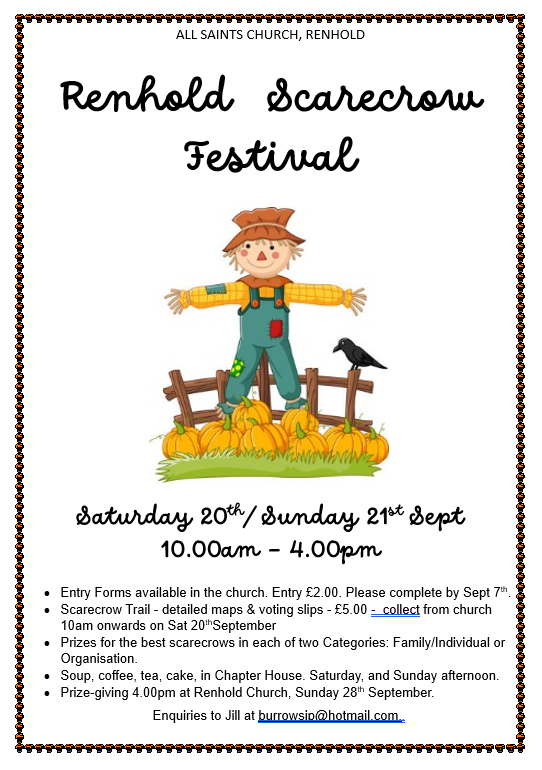 ALL SAINTS CHURCH, RENHOLD
Renhold Scarecrow
Festival
Saturday 20th/ Sunday 21st Sept
10.00am – 4.00pm
• Entry Forms available in the church. Entry £2.00. Please complete by Sept 7th.
• Scarecrow Trail - detailed maps & voting slips - £5.00 - collect from church
10am onwards on Sat 20thSeptember
• Prizes for the best scarecrows in each of two Categories: Family/Individual or
Organisation.
• Soup, coffee, tea, cake, in Chapter House. Saturday, and Sunday afternoon.
• Prize-giving 4.00pm at Renhold Church, Sunday 28th September.
Enquiries to Jill at burrowsip@hotmail.com..